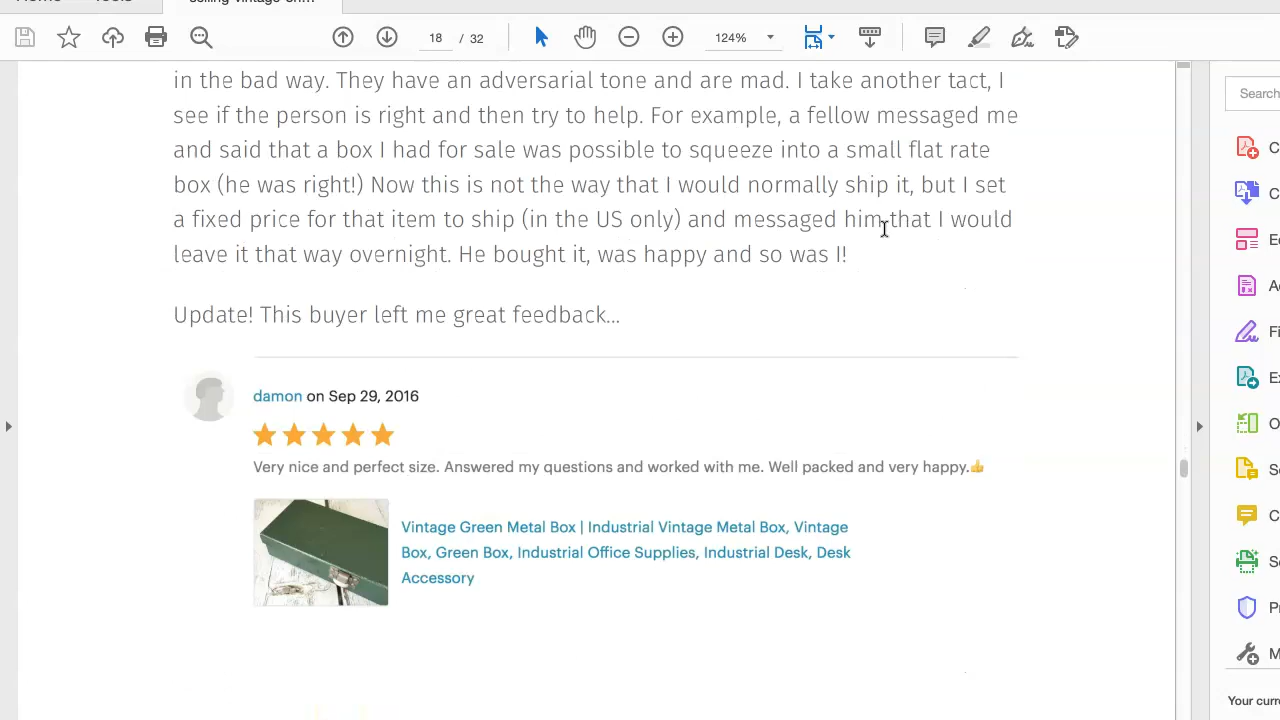 18 / 32
124%
Search
in the bad way. They have an adversarial tone and are mad. I take another tact, I
see if the person is right and then try to help. For example, a fellow messaged me
and said that a box I had for sale was possible to squeeze into a small flat rate
box (he was right!) Now this is not the way that I would normally ship it, but I set
a fixed price for that item to ship (in the US only) and messaged him that I would
leave it that way overnight. He bought it, was happy and so was I!
Update! This buyer left me great feedback...
damon on Sep 29, 2016
Very nice and perfect size. Answered my questions and worked with me. Well packed and very happy.👍
Vintage Green Metal Box | Industrial Vintage Metal Box, Vintage
Box, Green Box, Industrial Office Supplies, Industrial Desk, Desk
Accessory
Your curr